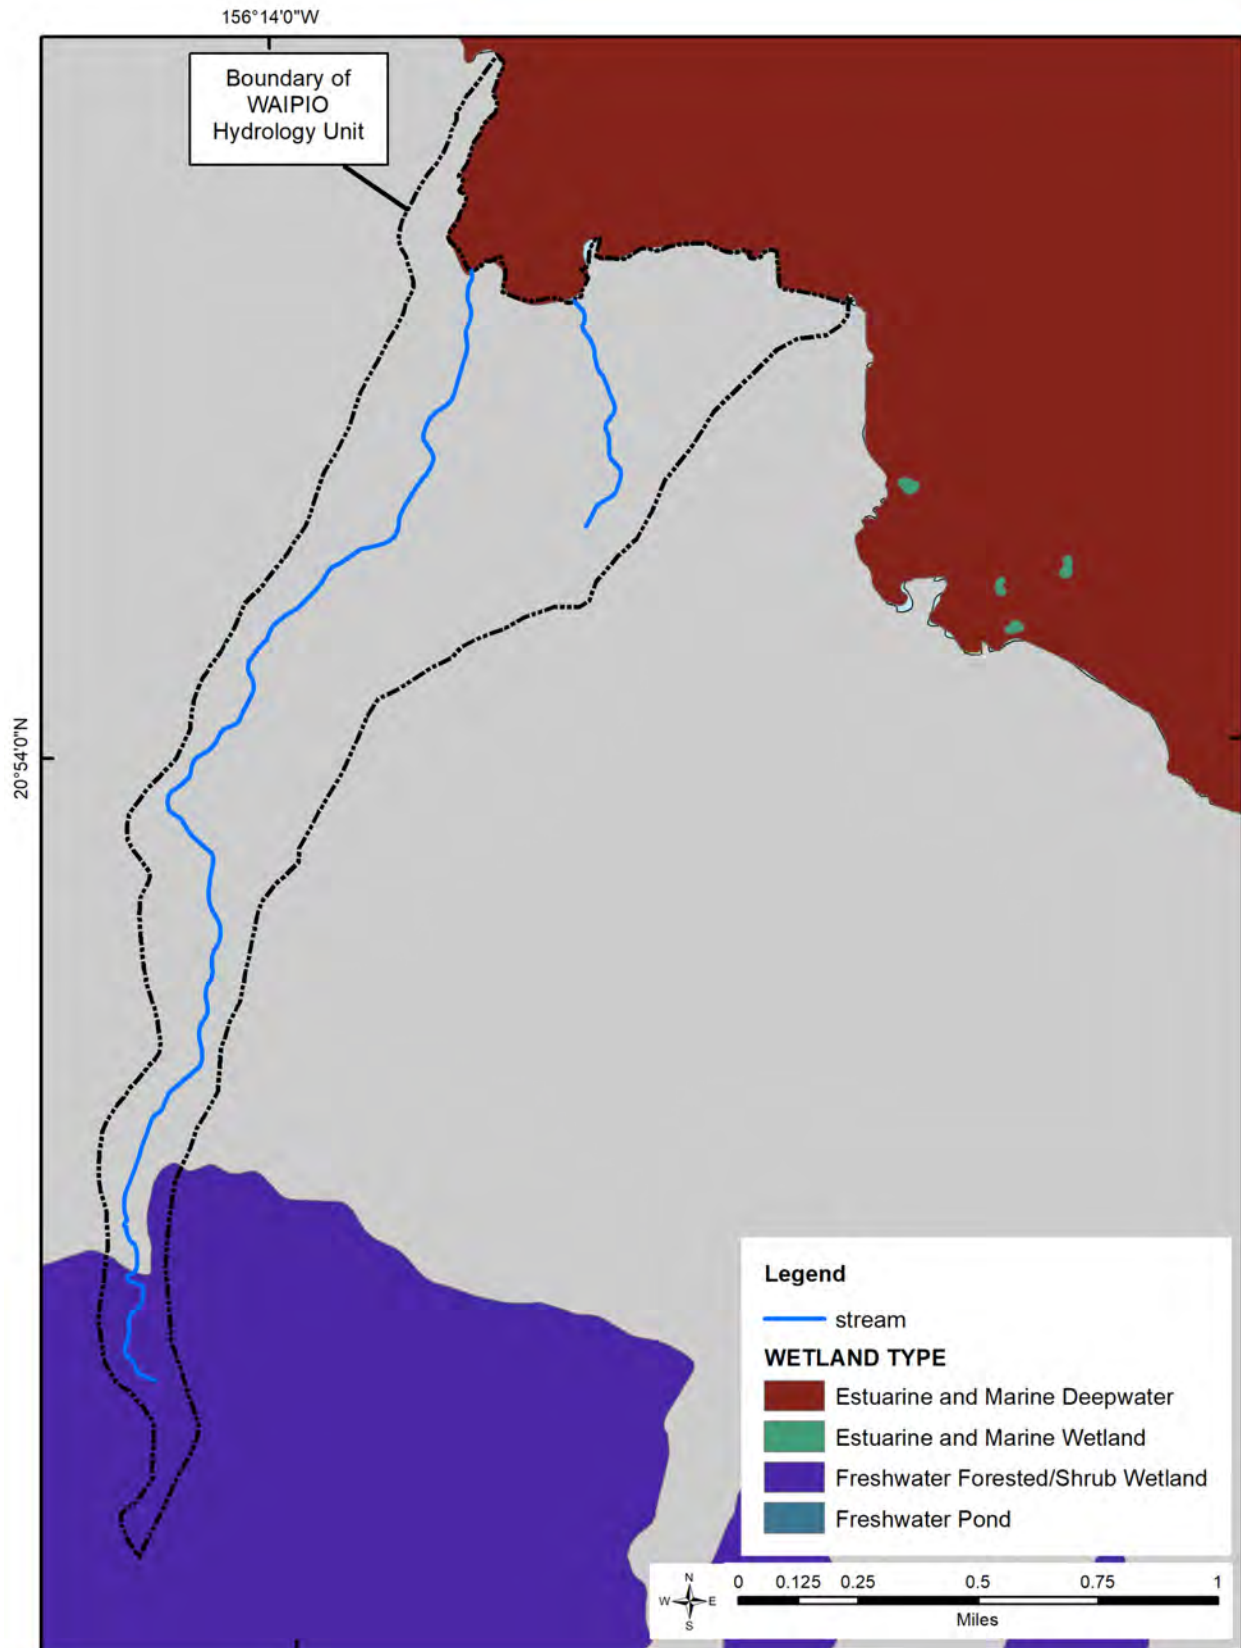 156°14'0"W
Boundary of
WAIPIO
Hydrology Unit
20°54'0"N
Legend
stream
WETLAND TYPE
Estuarine and Marine Deepwater
Estuarine and Marine Wetland
Freshwater Forested/Shrub Wetland
Freshwater Pond
N
W E
S
0 0.125 0.25 0.5 0.75 1
Miles